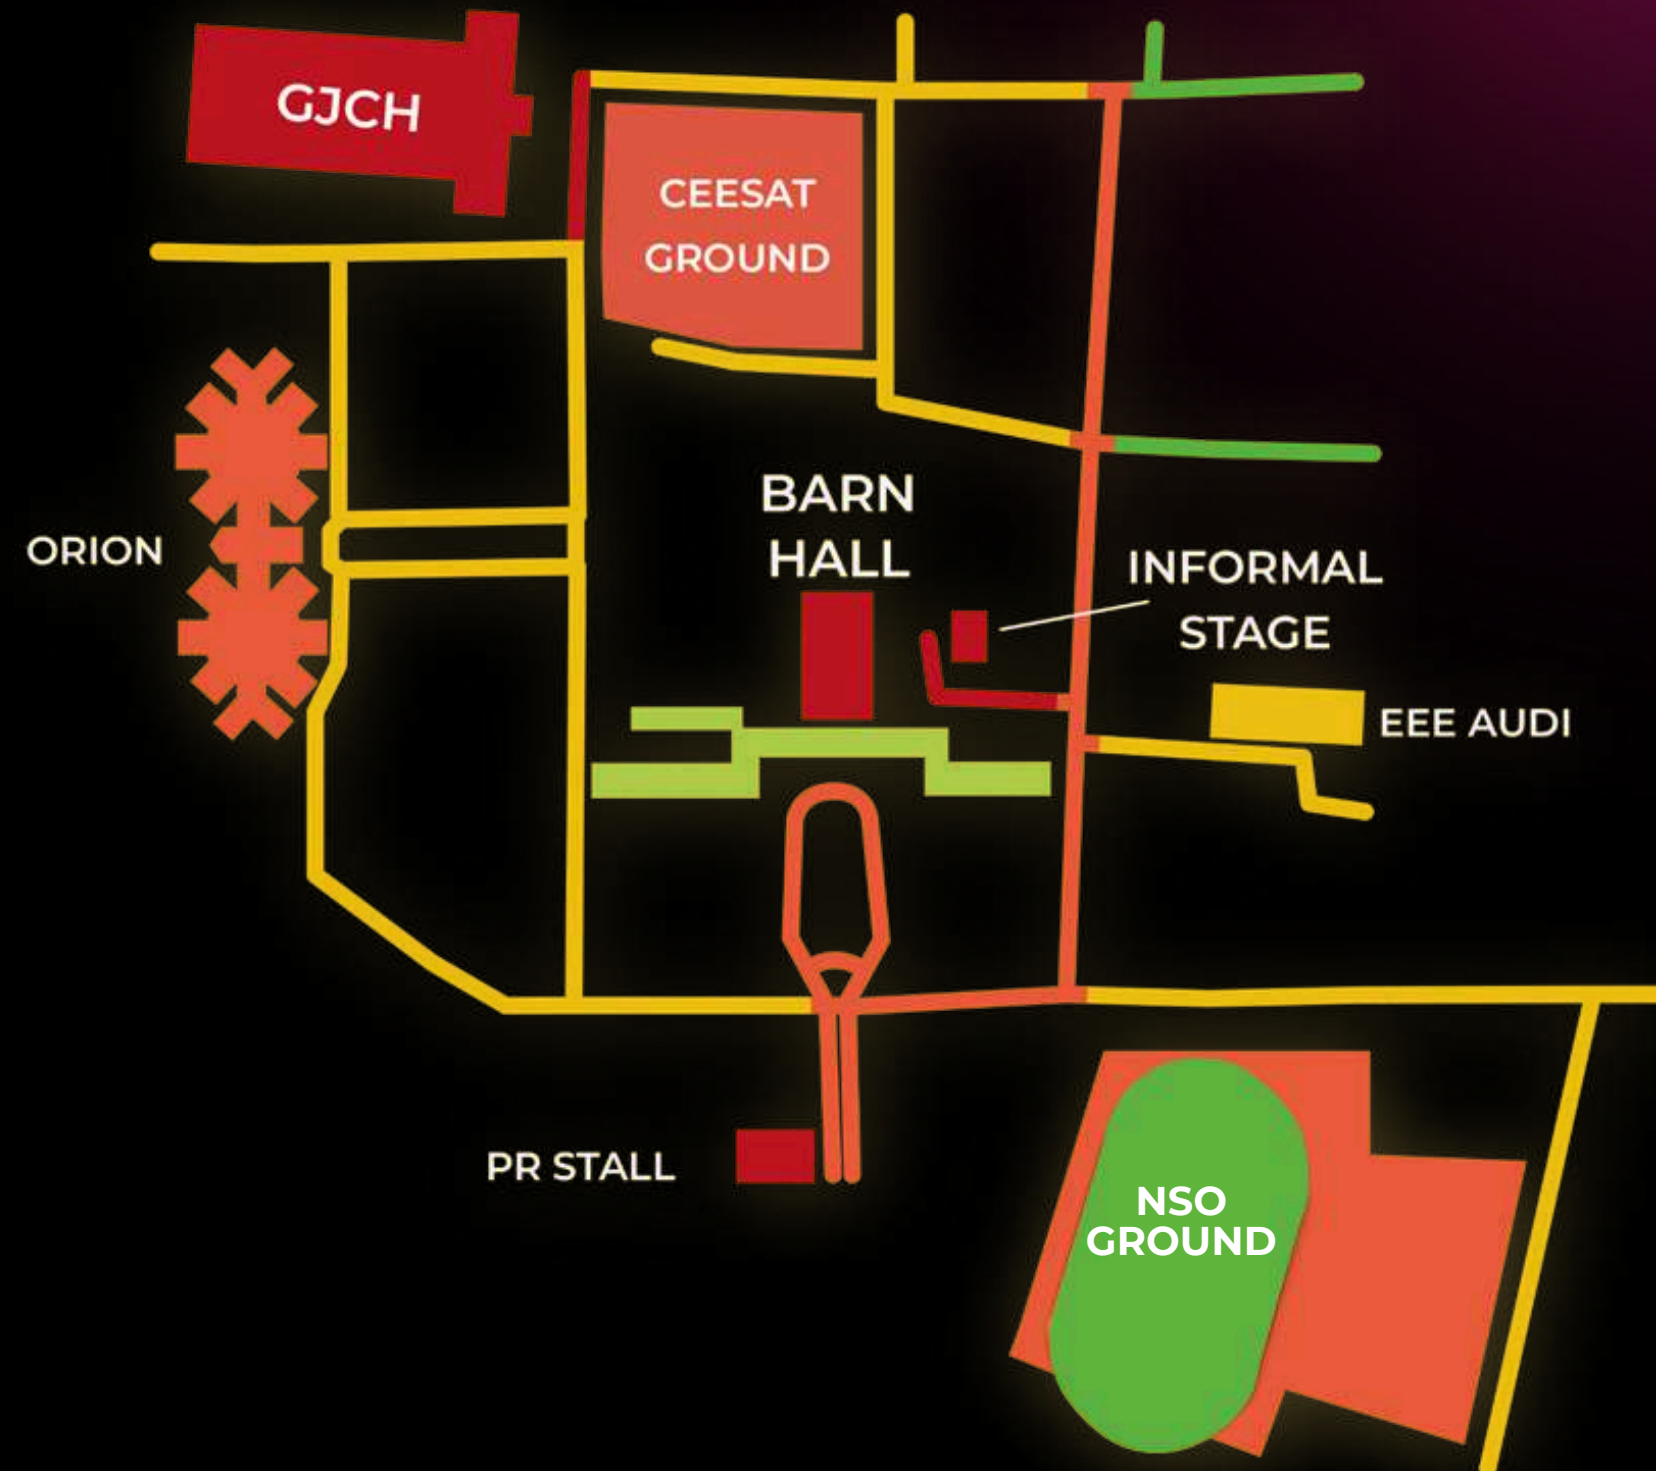 GJCH
CEESAT
GROUND
BARN
HALL
ORION
INFORMAL
STAGE
EEE AUDI
PR STALL
NSO
GROUND